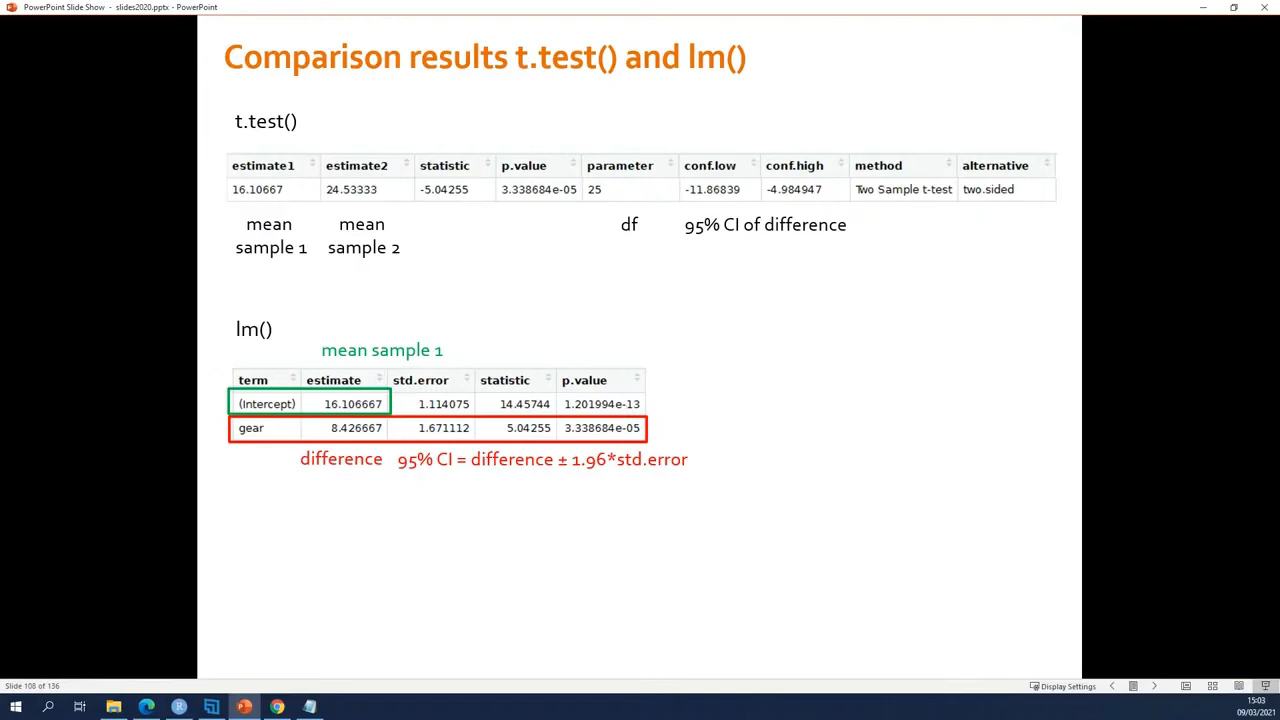 PowerPoint Slide Show - slides2020.pptx - PowerPoint
Comparison results t.test() and lm()
t.test()
estimate1 estimate2 statistic p.value parameter conf.low conf.high method alternative
16.10667 24.53333 -5.04255 3.338684e-05 25 -11.86839 -4.984947 Two Sample t-test two.sided
mean mean df 95% CI of difference
sample 1 sample 2
lm()
mean sample 1
term estimate std.error statistic p.value
(Intercept) 16.106667 1.114075 14.45744 1.201994e-13
gear 8.426667 1.671112 5.04255 3.338684e-05
difference 95% CI = difference ± 1.96*std.error
Slide 108 of 136 Display Settings
15:03
09/03/2021